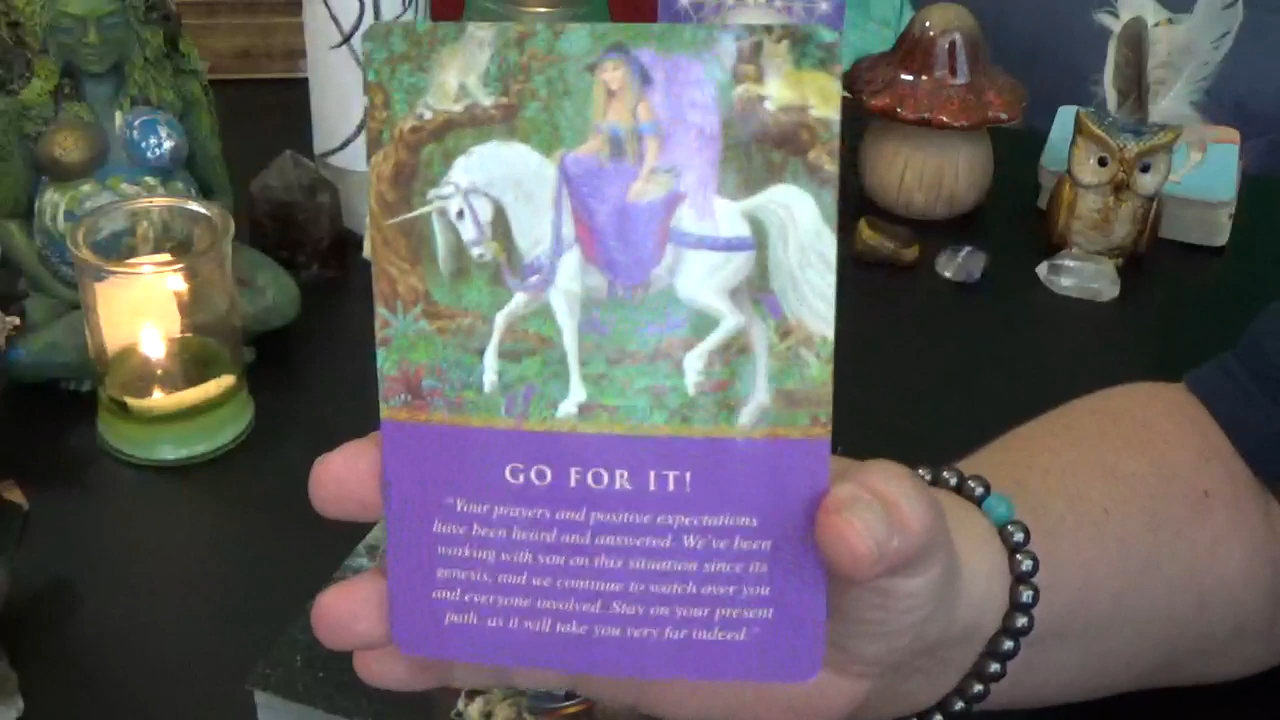 GO FOR IT!
"Your prayers and positive expectations
have been heard and answered. We've been
working with you on this situation since its
genesis, and we continue to watch over you
and everyone involved. Stay on your present
path, as it will take you very far indeed."